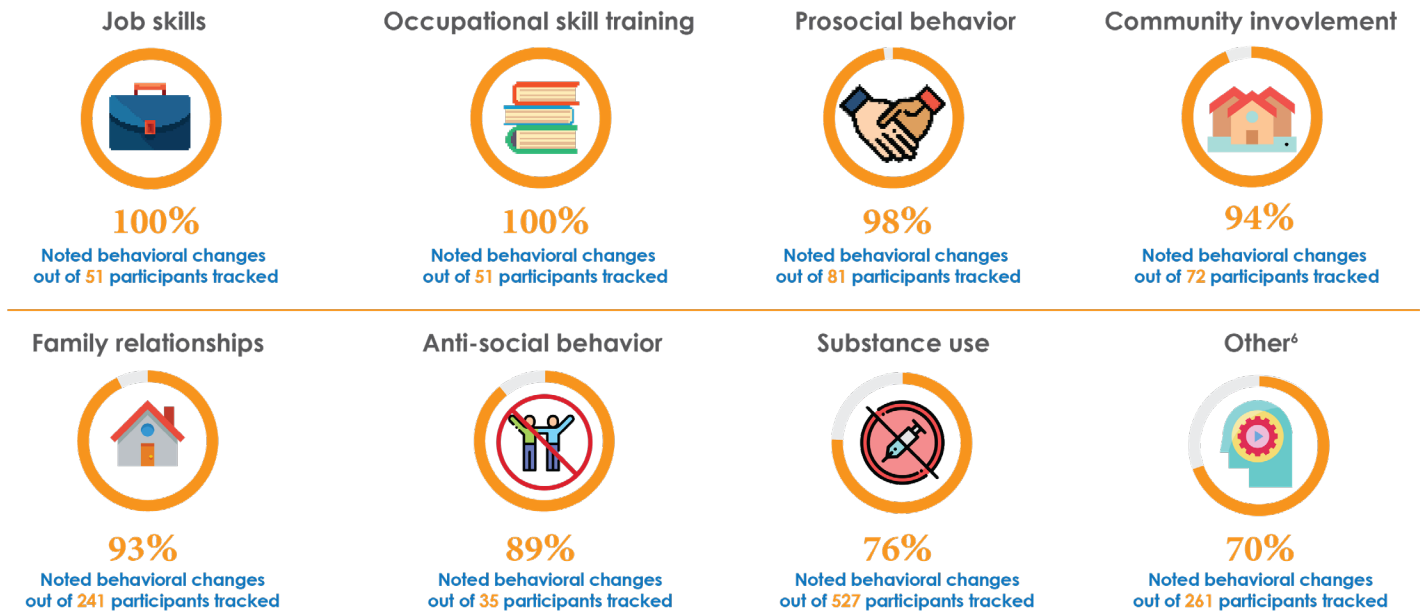 Job skills
Occupational skill training
Prosocial behavior
Community invovlement
100%
100%
98%
94%
Noted behavioral changes
out of 51 participants tracked
Noted behavioral changes
out of 51 participants tracked
Noted behavioral changes
out of 81 participants tracked
Noted behavioral changes
out of 72 participants tracked
Family relationships
Anti-social behavior
Substance use
Other⁶
93%
89%
76%
70%
Noted behavioral changes
out of 241 participants tracked
Noted behavioral changes
out of 35 participants tracked
Noted behavioral changes
out of 527 participants tracked
Noted behavioral changes
out of 261 participants tracked